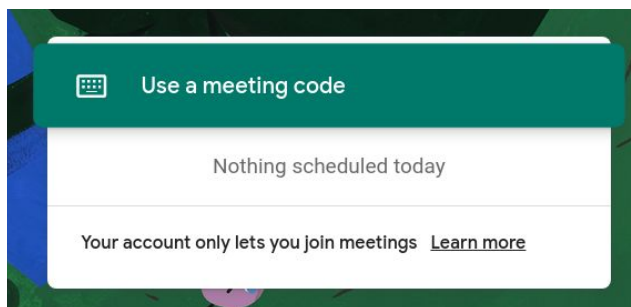 Use a meeting code
Nothing scheduled today
Your account only lets you join meetings Learn more